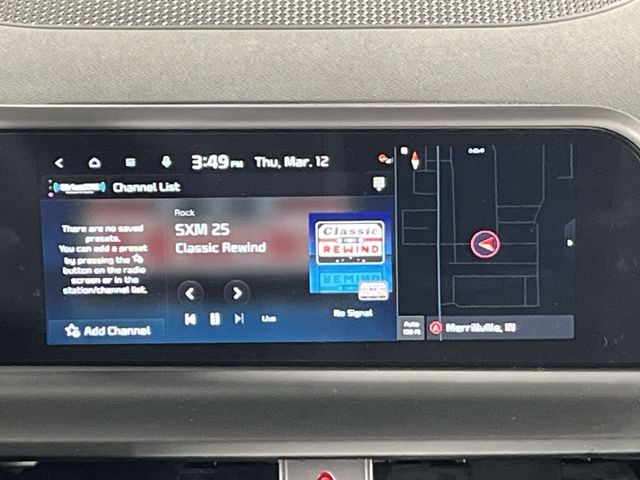 3:49 PM Thu, Mar. 12
SiriusXM Channel List
There are no saved
presets.
You can add a preset
by pressing the
button on the radio
screen or in the
station/channel list.
Add Channel
Rock
SXM 25
Classic Rewind
Live
Classic
REWIND
No Signal
Auto
Merrillville, IN